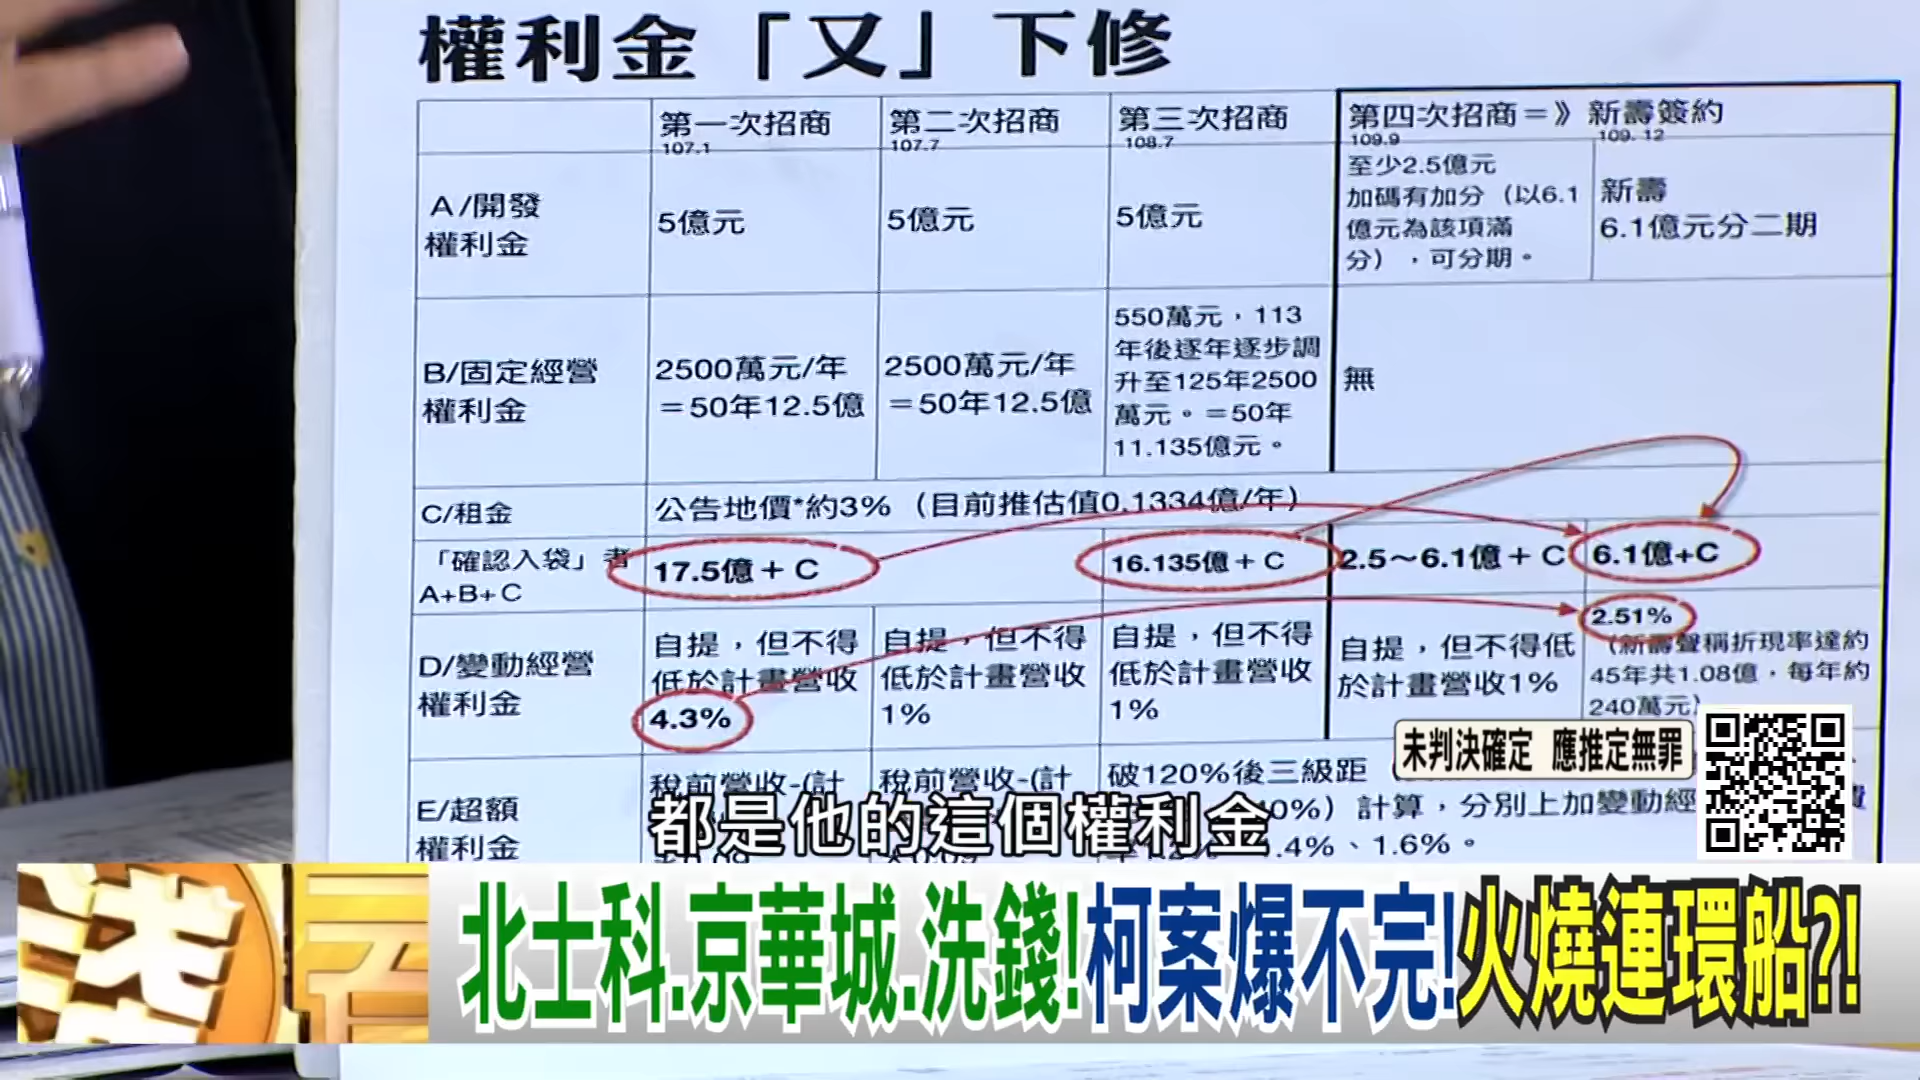 權利金「又」下修
第一次招商
107.1
第二次招商
107.7
第三次招商
108.7
第四次招商＝》新壽簽約
109.9
109.12
A/開發
權利金
5億元
5億元
5億元
至少2.5億元
加碼有加分（以6.1
億元為該項滿
分），可分期。
新壽
6.1億元分二期
B/固定經營
權利金
2500萬元/年
＝50年12.5億
2500萬元/年
＝50年12.5億
550萬元，113
年後逐年逐步調
升至125年2500
萬元。＝50年
11.135億元。
無
C/租金
公告地價*約3%（目前推估值0.1334億/年）
「確認入袋」者
A+B+C
17.5億＋C
16.135億＋C
2.5～6.1億＋C
6.1億+C
D/變動經營
權利金
自提，但不得
低於計畫營收
4.3%
自提，但不得
低於計畫營收
1%
自提，但不得
低於計畫營收
1%
自提，但不得低
於計畫營收1%
2.51%
（新壽聲稱折現率達約
45年共1.08億，每年約
240萬元）
未判決確定 應推定無罪
E/超額
權利金
稅前營收-(計
稅前營收-(計
破120%後三級距
0%）計算，分別上加變動經
.4%、1.6%。
都是他的這個權利金
北士科.京華城.洗錢!柯案爆不完!火燒連環船?!